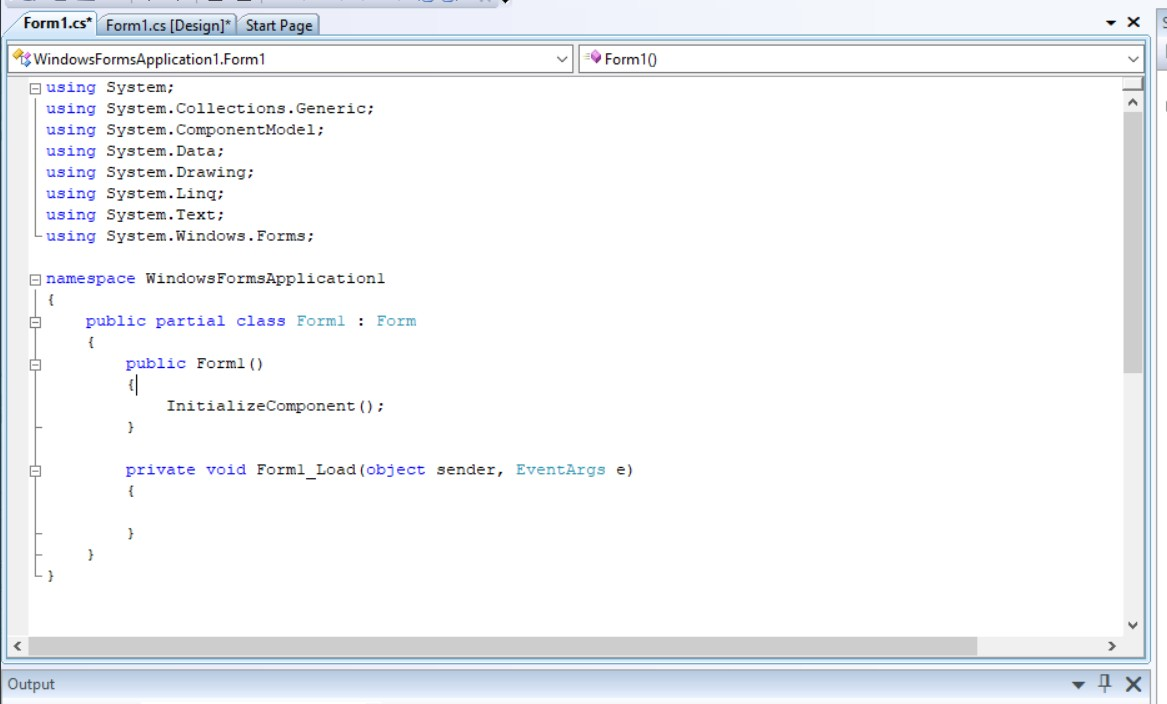 Form1.cs* Form1.cs [Design]* Start Page
WindowsFormsApplication1.Form1 Form1()
using System;
using System.Collections.Generic;
using System.ComponentModel;
using System.Data;
using System.Drawing;
using System.Linq;
using System.Text;
using System.Windows.Forms;
namespace WindowsFormsApplication1
{
public partial class Form1 : Form
{
public Form1()
{
InitializeComponent();
}
private void Form1_Load(object sender, EventArgs e)
{
}
}
}
Output